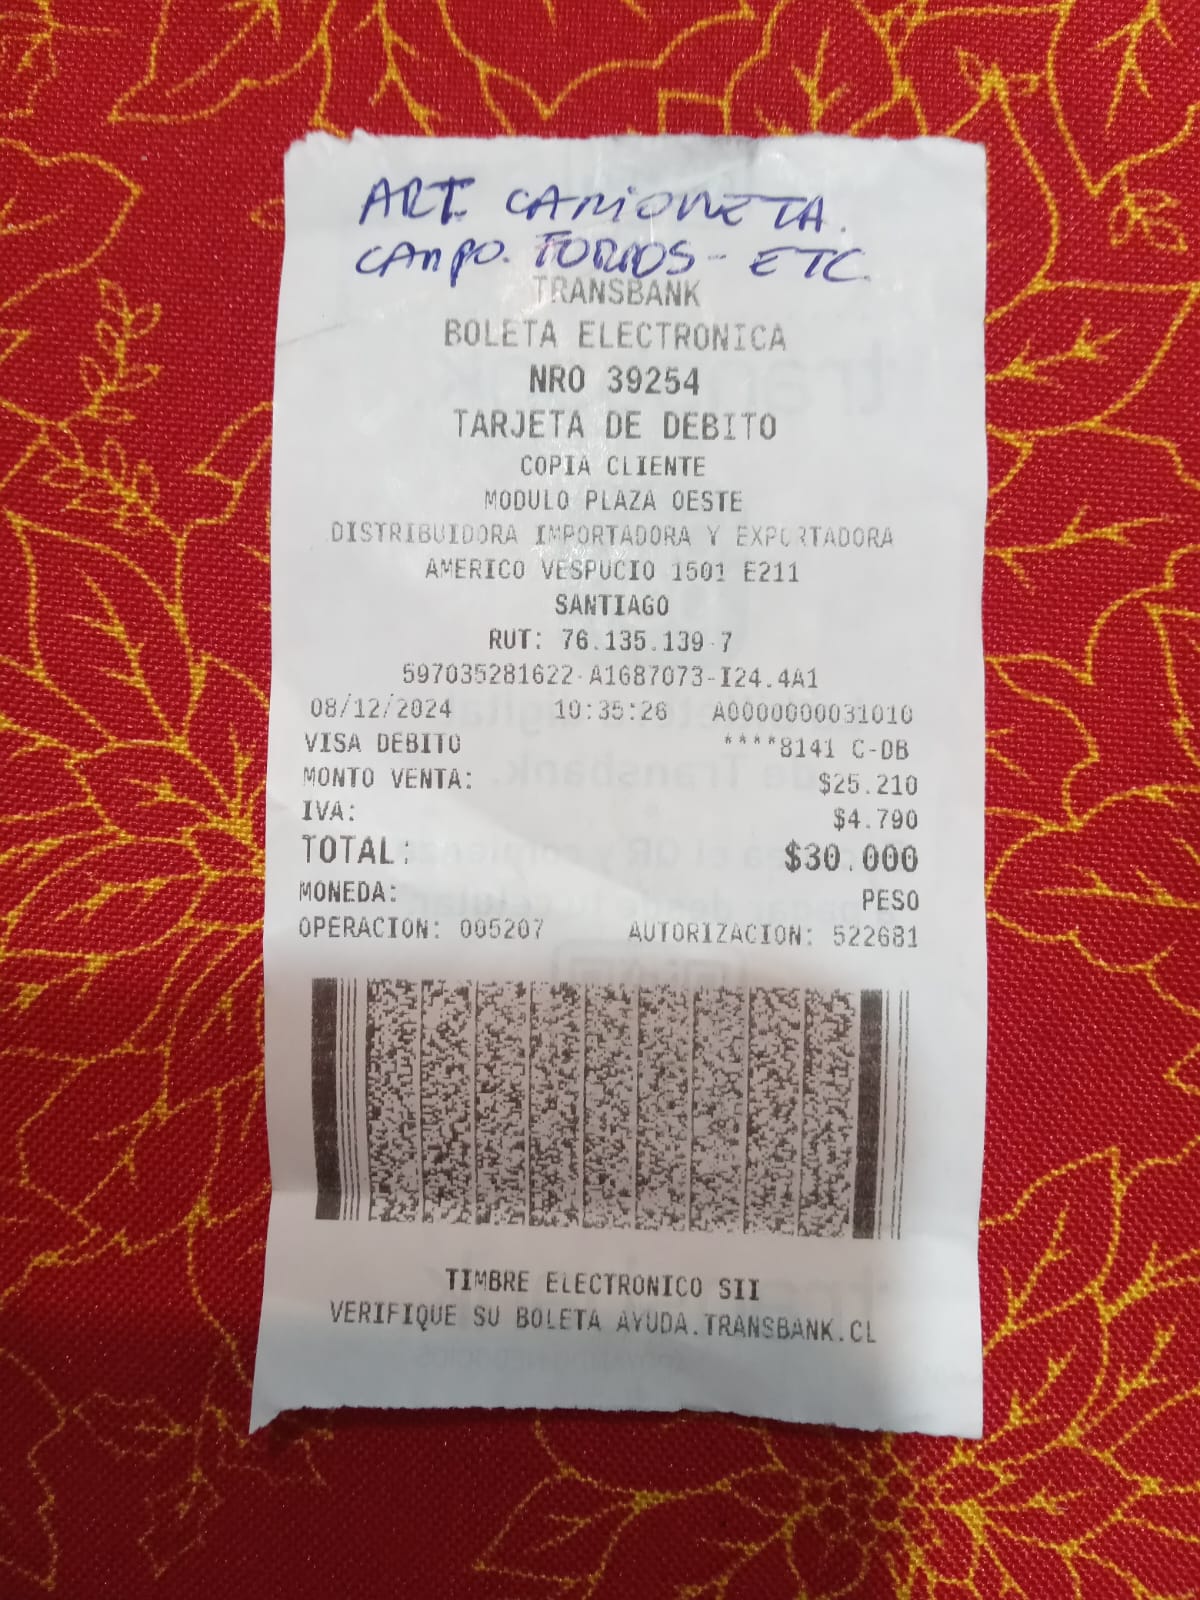 ART. CAMIONETA.
CAMPO. FORROS - ETC.
TRANSBANK
BOLETA ELECTRONICA
NRO 39254
TARJETA DE DEBITO
COPIA CLIENTE
MODULO PLAZA OESTE
DISTRIBUIDORA IMPORTADORA Y EXPORTADORA
AMERICO VESPUCIO 1501 E211
SANTIAGO
RUT: 76.135.139-7
597035281622-A1687073-I24.4A1
08/12/2024 10:35:26 A0000000031010
VISA DEBITO ****8141 C-DB
MONTO VENTA: $25.210
IVA: $4.790
TOTAL: $30.000
MONEDA: PESO
OPERACION: 005207 AUTORIZACION: 522681
TIMBRE ELECTRONICO SII
VERIFIQUE SU BOLETA AYUDA.TRANSBANK.CL